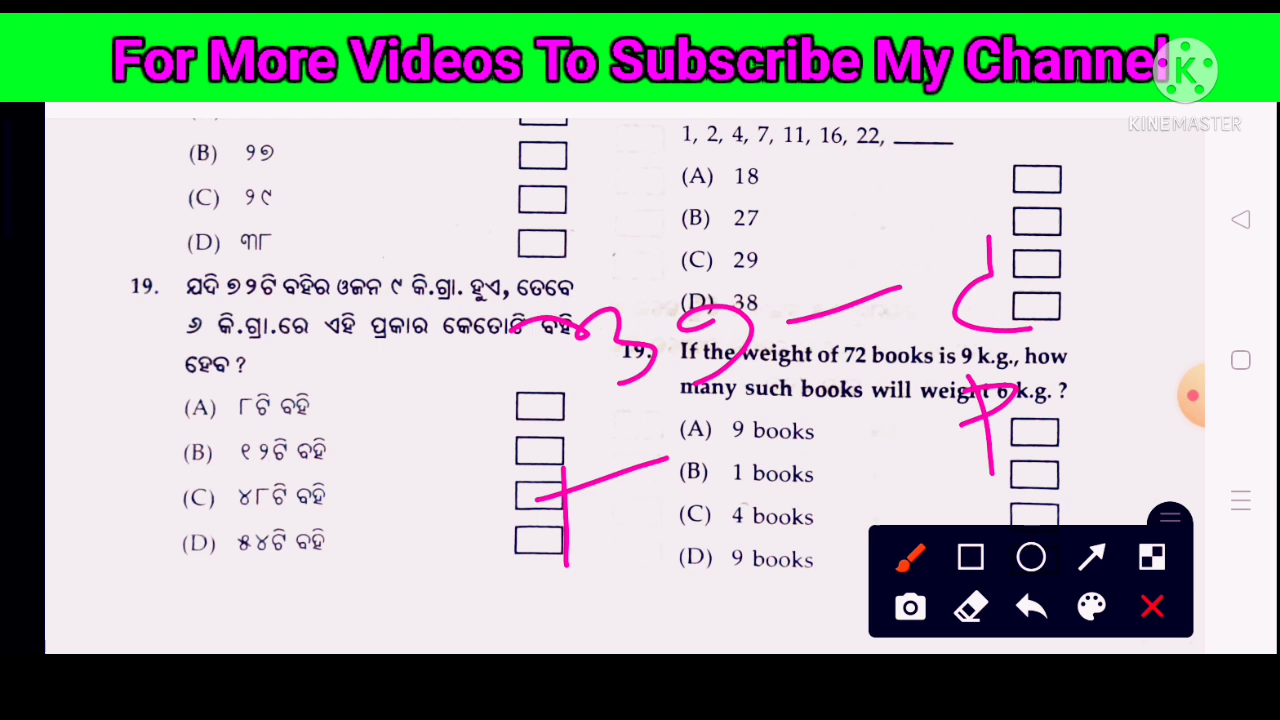 For More Videos To Subscribe My Channel
K
KINEMASTER
(B) ୨୭
(C) ୨୯
(D) ୩୮
19. ଯଦି ୭୨ଟି ବହିର ଓଜନ ୯ କି.ଗ୍ରା. ହୁଏ, ତେବେ
୬ କି.ଗ୍ରା.ରେ ଏହି ପ୍ରକାର କେତୋଟି ବହି
ହେବ ?
(A) ୮ଟି ବହି
(B) ୧୨ଟି ବହି
(C) ୪୮ଟି ବହି
(D) ୫୪ଟି ବହି
1, 2, 4, 7, 11, 16, 22, _____
(A) 18
(B) 27
(C) 29
(D) 38
19. If the weight of 72 books is 9 k.g., how
many such books will weight 6 k.g. ?
(A) 9 books
(B) 1 books
(C) 4 books
(D) 9 books